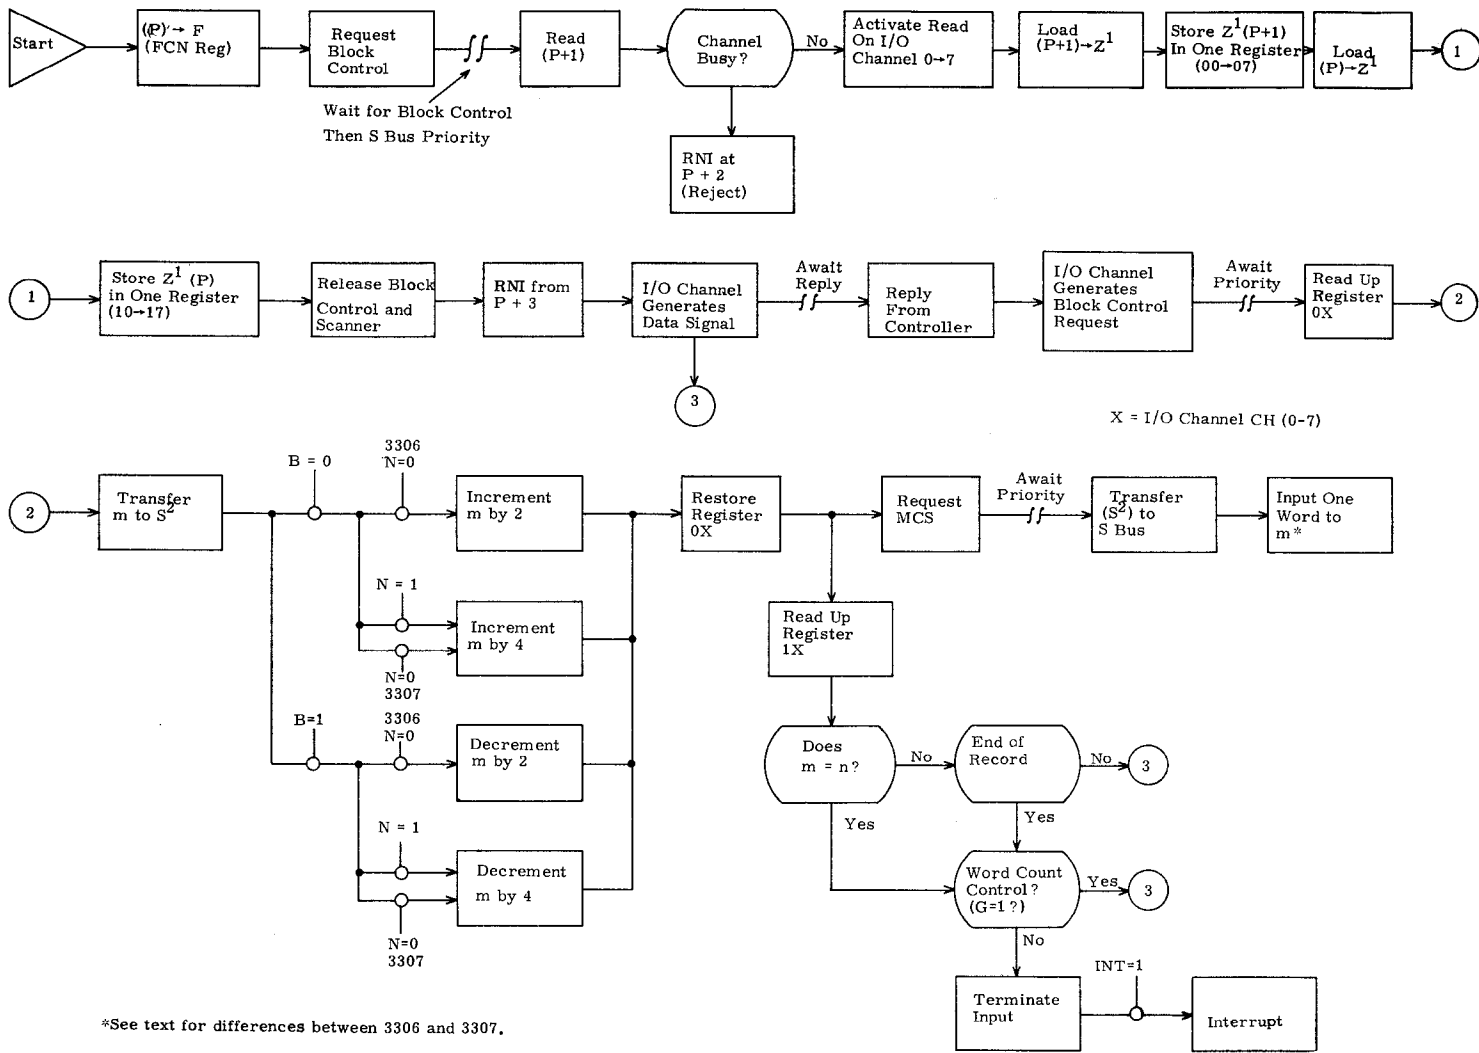 Start
(P) → F
(FCN Reg)
Request
Block
Control
Wait for Block Control
Then S Bus Priority
Read
(P+1)
Channel
Busy?
No
RNI at
P + 2
(Reject)
Activate Read
On I/O
Channel 0→7
Load
(P+1)→Z¹
Store Z¹(P+1)
In One Register
(00→07)
Load
(P)→Z¹
1
1
Store Z¹ (P)
in One Register
(10→17)
Release Block
Control and
Scanner
RNI from
P + 3
I/O Channel
Generates
Data Signal
3
Await
Reply
Reply
From
Controller
I/O Channel
Generates
Block Control
Request
Await
Priority
Read Up
Register
0X
2
X = I/O Channel CH (0-7)
2
Transfer
m to S²
B = 0
3306
N=0
Increment
m by 2
N = 1
Increment
m by 4
N=0
3307
B=1
3306
N=0
Decrement
m by 2
N = 1
Decrement
m by 4
N=0
3307
Restore
Register
0X
Request
MCS
Await
Priority
Transfer
(S²) to
S Bus
Input One
Word to
m*
Read Up
Register
1X
Does
m = n?
No
End of
Record
No
3
Yes
Yes
Word Count
Control?
(G=1?)
Yes
3
No
Terminate
Input
INT=1
Interrupt
*See text for differences between 3306 and 3307.